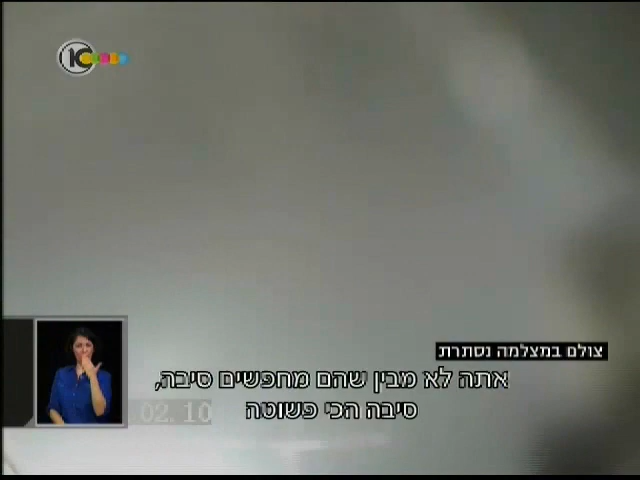 10
צולם במצלמה נסתרת
אתה לא מבין שהם מחפשים סיבה,
סיבה הכי פשוטה
02.10